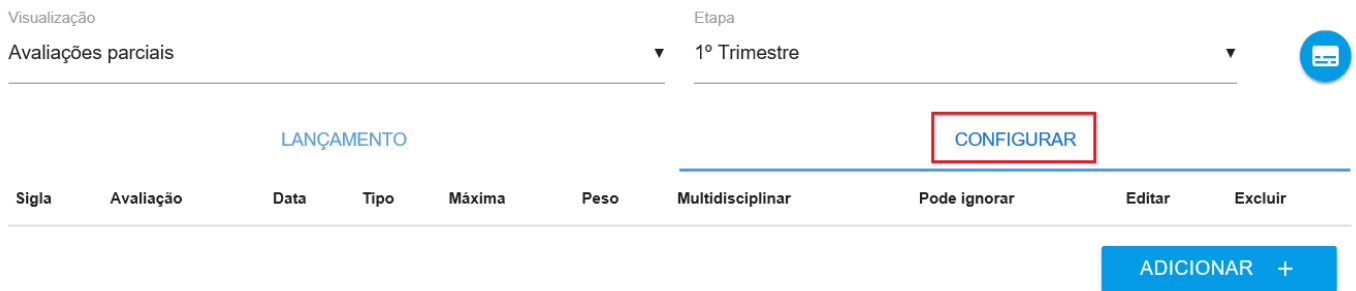 Visualização Etapa
Avaliações parciais ▼ 1º Trimestre ▼
LANÇAMENTO CONFIGURAR
Sigla Avaliação Data Tipo Máxima Peso Multidisciplinar Pode ignorar Editar Excluir
ADICIONAR +